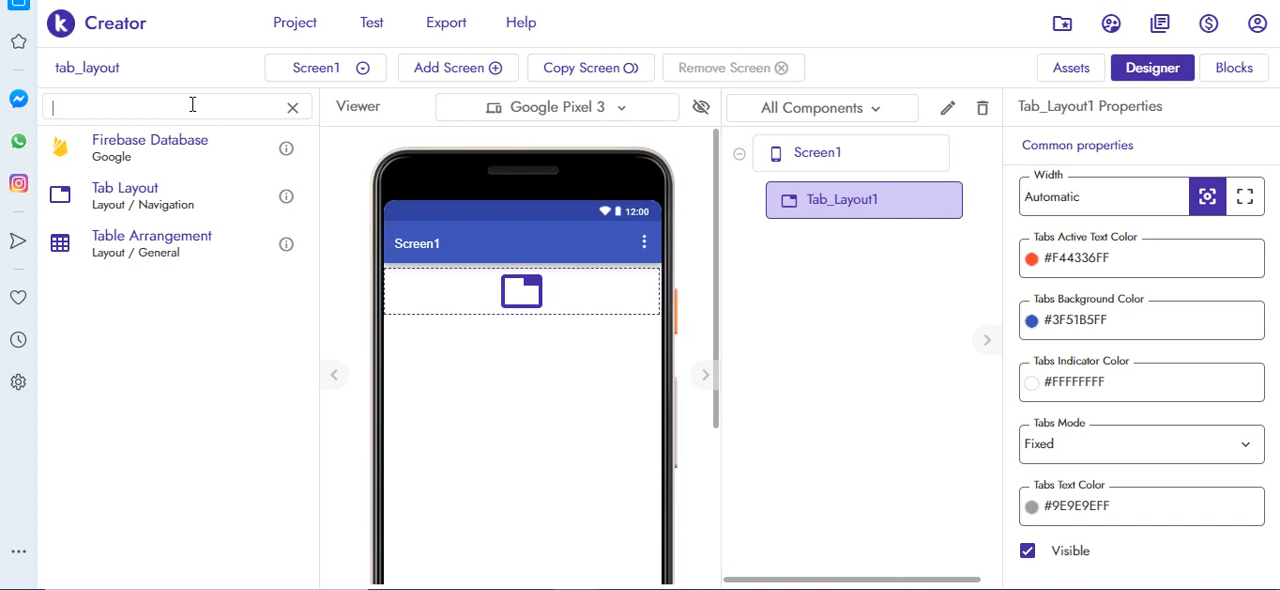 Creator
Project
Test
Export
Help
tab_layout
Screen1
Add Screen
Copy Screen
Remove Screen
Assets
Designer
Blocks
Firebase Database
Google
Tab Layout
Layout / Navigation
Table Arrangement
Layout / General
Viewer
Google Pixel 3
12:00
Screen1
All Components
Screen1
Tab_Layout1
Tab_Layout1 Properties
Common properties
Width
Automatic
Tabs Active Text Color
#F44336FF
Tabs Background Color
#3F51B5FF
Tabs Indicator Color
#FFFFFFFF
Tabs Mode
Fixed
Tabs Text Color
#9E9E9EFF
Visible